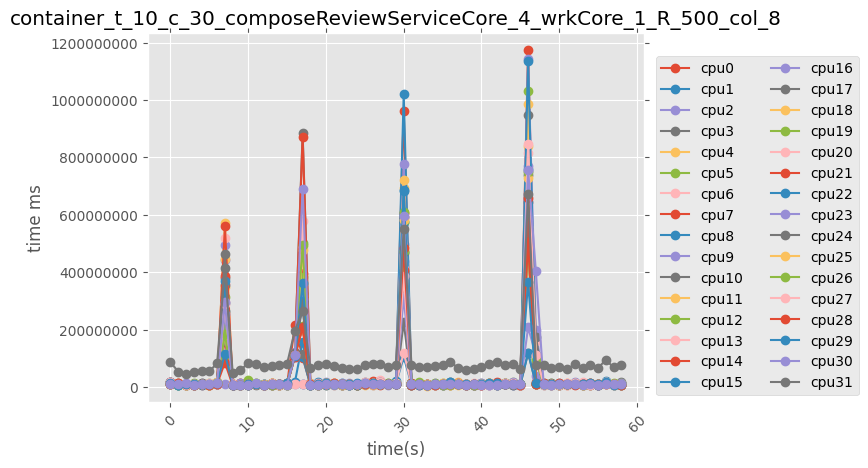 container_t_10_c_30_composeReviewServiceCore_4_wrkCore_1_R_500_col_8
1200000000
1000000000
800000000
600000000
400000000
200000000
0
time ms
0
10
20
30
40
50
60
time(s)
cpu0
cpu1
cpu2
cpu3
cpu4
cpu5
cpu6
cpu7
cpu8
cpu9
cpu10
cpu11
cpu12
cpu13
cpu14
cpu15
cpu16
cpu17
cpu18
cpu19
cpu20
cpu21
cpu22
cpu23
cpu24
cpu25
cpu26
cpu27
cpu28
cpu29
cpu30
cpu31